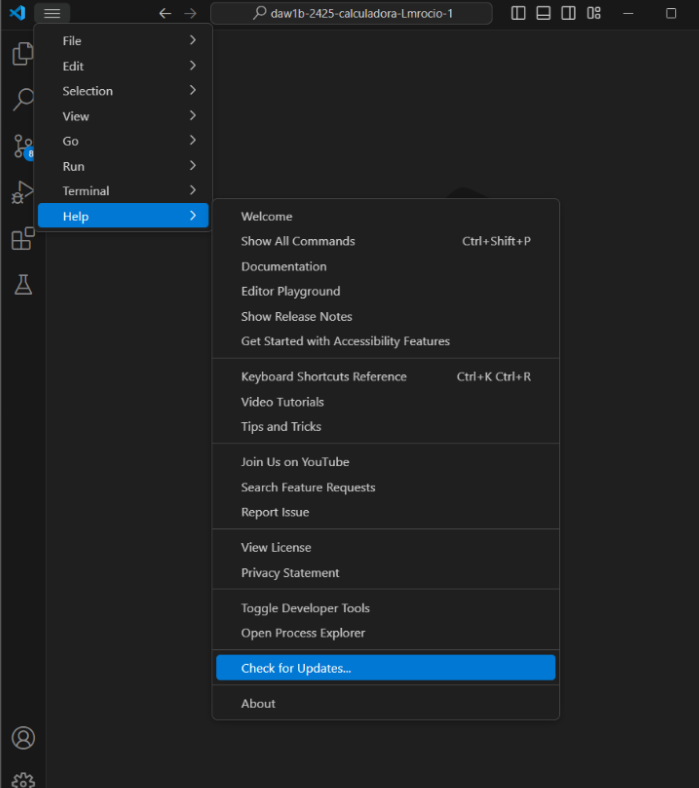 daw1b-2425-calculadora-Lmrocio-1
File
Edit
Selection
View
Go
Run
Terminal
Help
8
Welcome
Show All Commands Ctrl+Shift+P
Documentation
Editor Playground
Show Release Notes
Get Started with Accessibility Features
Keyboard Shortcuts Reference Ctrl+K Ctrl+R
Video Tutorials
Tips and Tricks
Join Us on YouTube
Search Feature Requests
Report Issue
View License
Privacy Statement
Toggle Developer Tools
Open Process Explorer
Check for Updates...
About